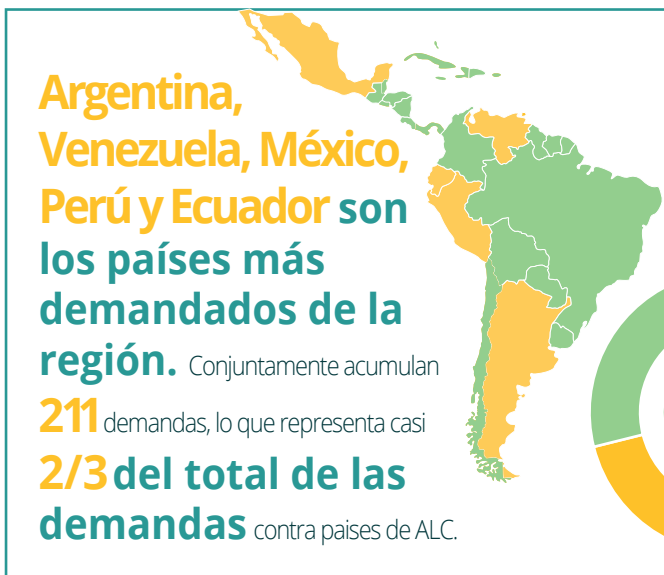 Argentina,
Venezuela, México,
Perú y Ecuador son
los países más
demandados de la
región. Conjuntamente acumulan
211 demandas, lo que representa casi
2/3 del total de las
demandas contra paises de ALC.